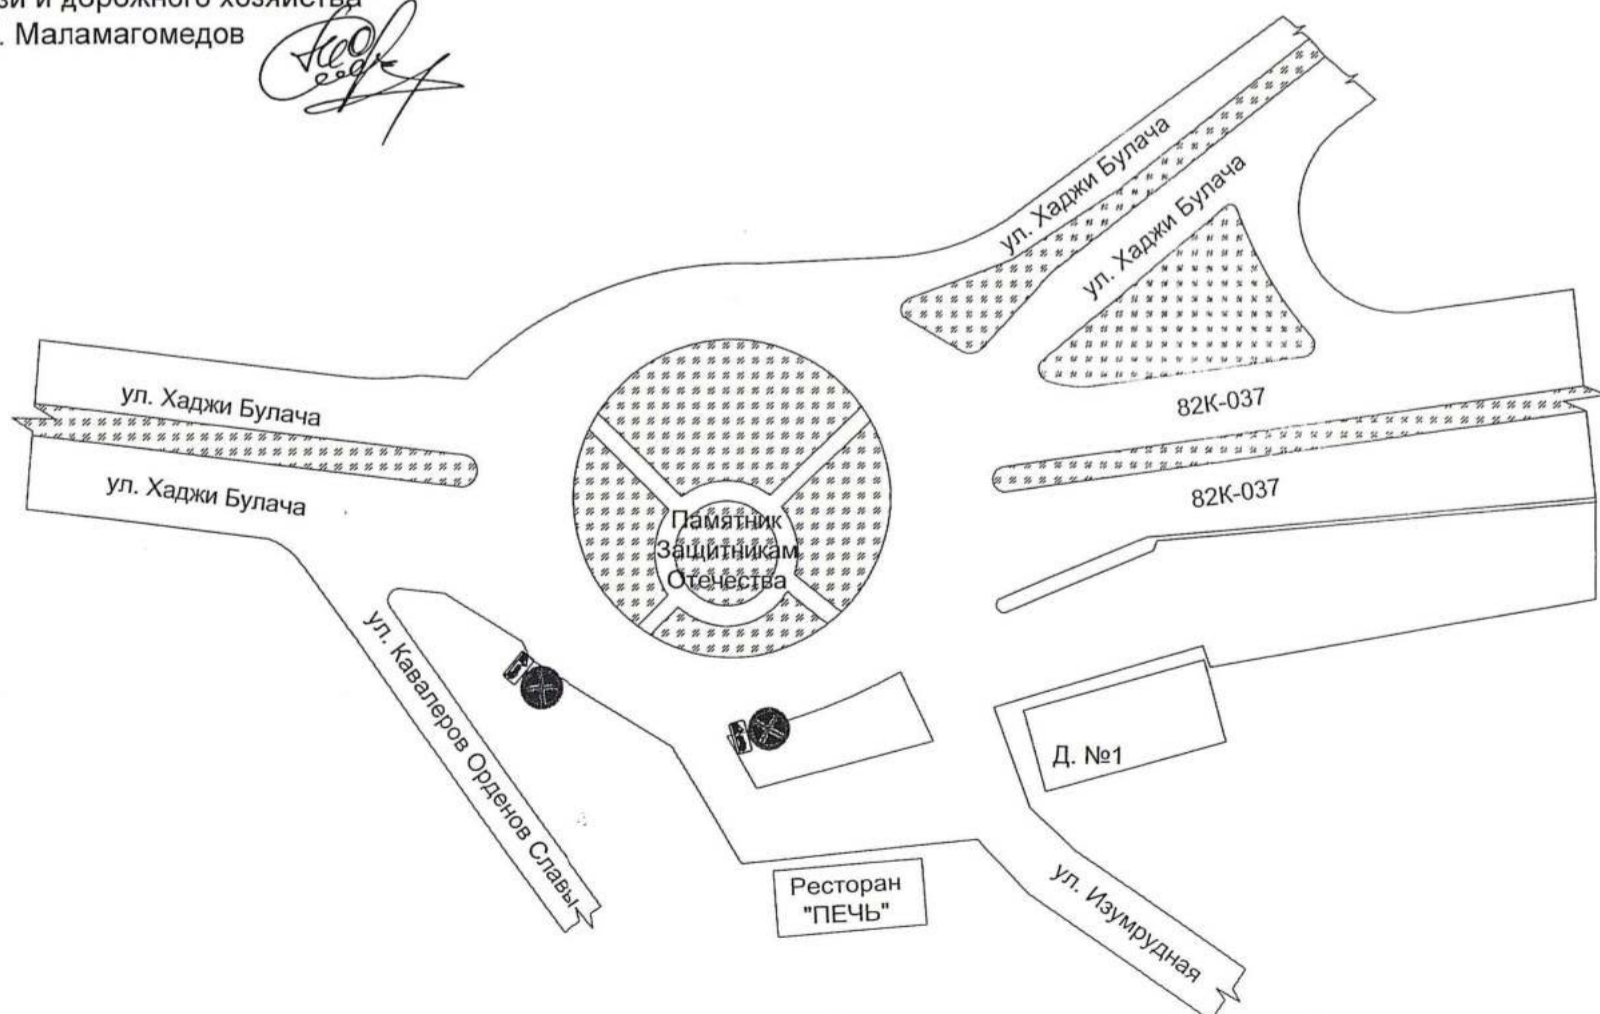 и дорожного хозяйства
. Маламагомедов
ул. Хаджи Булача
ул. Хаджи Булача
ул. Хаджи Булача
ул. Хаджи Булача
82К-037
82К-037
Памятник
Защитникам
Отечества
ул. Кавалеров Орденов Славы
Д. №1
Ресторан
"ПЕЧЬ"
ул. Изумрудная